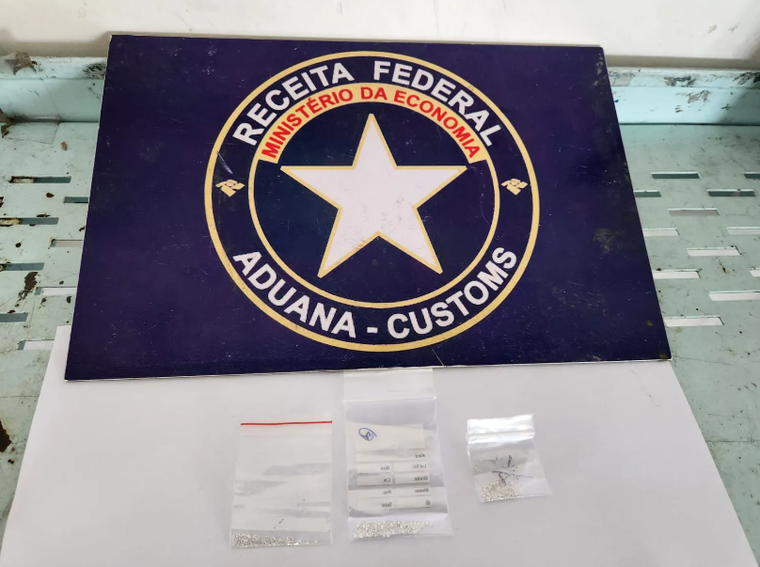 RECEITA FEDERAL
MINISTÉRIO DA ECONOMIA
ADUANA - CUSTOMS